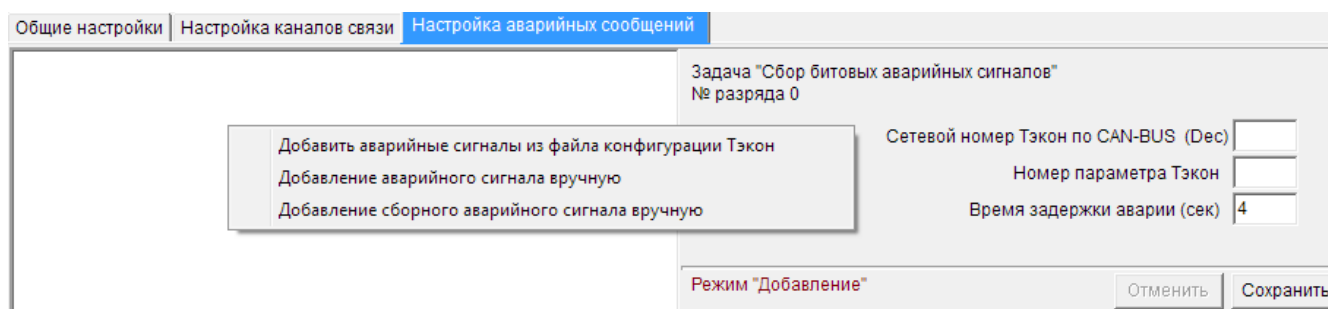 Общие настройки
Настройка каналов связи
Настройка аварийных сообщений
Задача "Сбор битовых аварийных сигналов"
№ разряда 0
Добавить аварийные сигналы из файла конфигурации Тэкон
Добавление аварийного сигнала вручную
Добавление сборного аварийного сигнала вручную
Сетевой номер Тэкон по CAN-BUS (Dec)
Номер параметра Тэкон
Время задержки аварии (сек) 4
Режим "Добавление"
Отменить
Сохранить